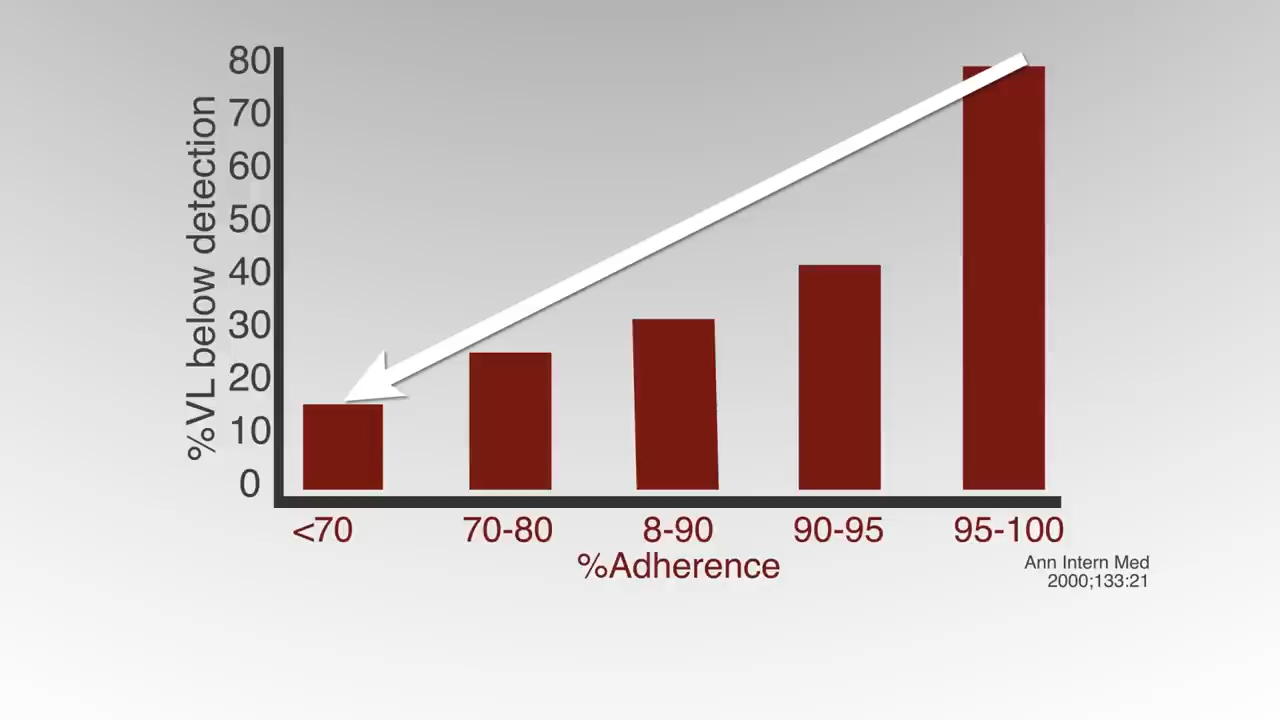 %VL below detection
80
70
60
50
40
30
20
10
0
<70 70-80 8-90 90-95 95-100
%Adherence
Ann Intern Med
2000;133:21